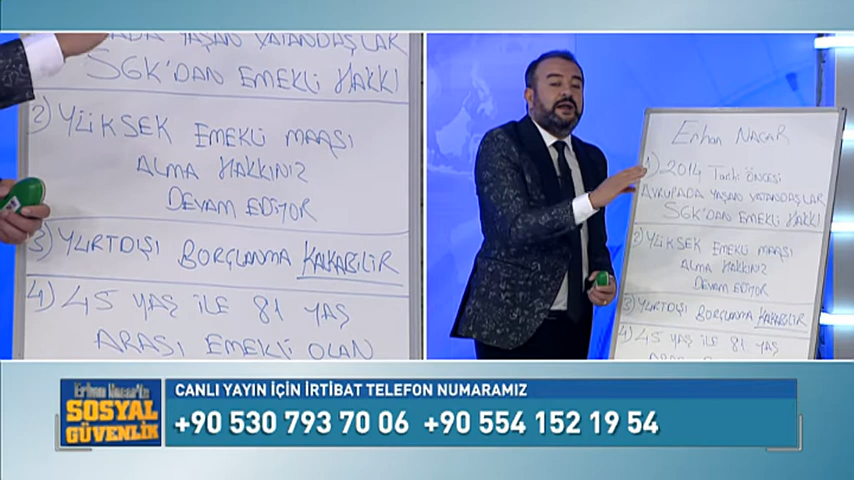 ADA YAŞAN VATANDAŞLAR
SGK'DAN EMEKLİ HAKKI
2) YÜKSEK EMEKLİ MAAŞI
ALMA HAKKINIZ
DEVAM EDİYOR
3) YURTDIŞI BORÇLANMA KALKABİLİR
4) 45 YAŞ İLE 81 YAŞ
ARASI EMEKLİ OLAN
Erhan NACAR
1) 2014 Tarih ÖNCESİ
AVRUPADA YAŞAN VATANDAŞLAR
SGK'DAN EMEKLİ HAKKI
2) YÜKSEK EMEKLİ MAAŞI
ALMA HAKKINIZ
DEVAM EDİYOR
3) YURTDIŞI BORÇLANMA KALKABİLİR
4) 45 YAŞ İLE 81 YAŞ
Erhan Nacar'la
SOSYAL
GÜVENLİK
CANLI YAYIN İÇİN İRTİBAT TELEFON NUMARAMIZ
+90 530 793 70 06 +90 554 152 19 54